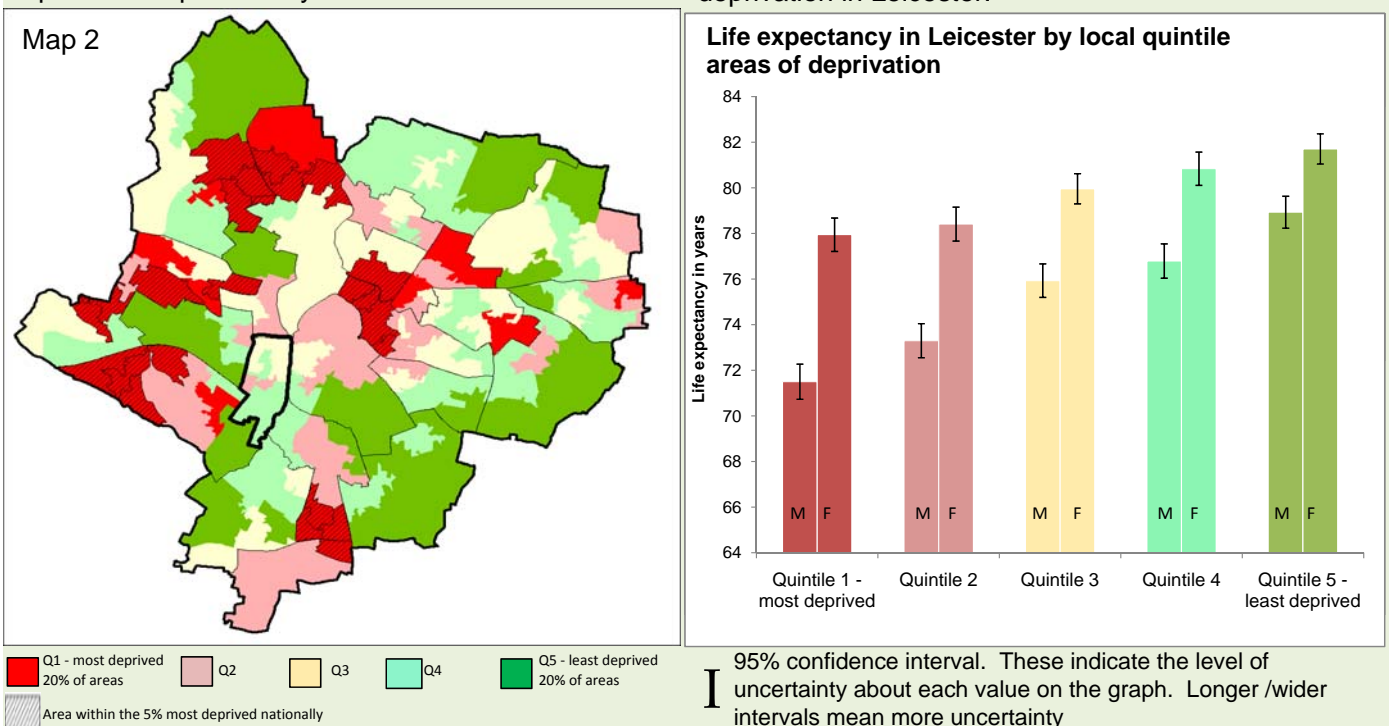 Map 2
Q1 - most deprived
20% of areas
Q2
Q3
Q4
Q5 - least deprived
20% of areas
Area within the 5% most deprived nationally
deprivation in Leicester.
Life expectancy in Leicester by local quintile
areas of deprivation
Life expectancy in years
84
82
80
78
76
74
72
70
68
66
64
M F
M F
M F
M F
M F
Quintile 1 -
most deprived
Quintile 2
Quintile 3
Quintile 4
Quintile 5 -
least deprived
95% confidence interval. These indicate the level of
uncertainty about each value on the graph. Longer /wider
intervals mean more uncertainty